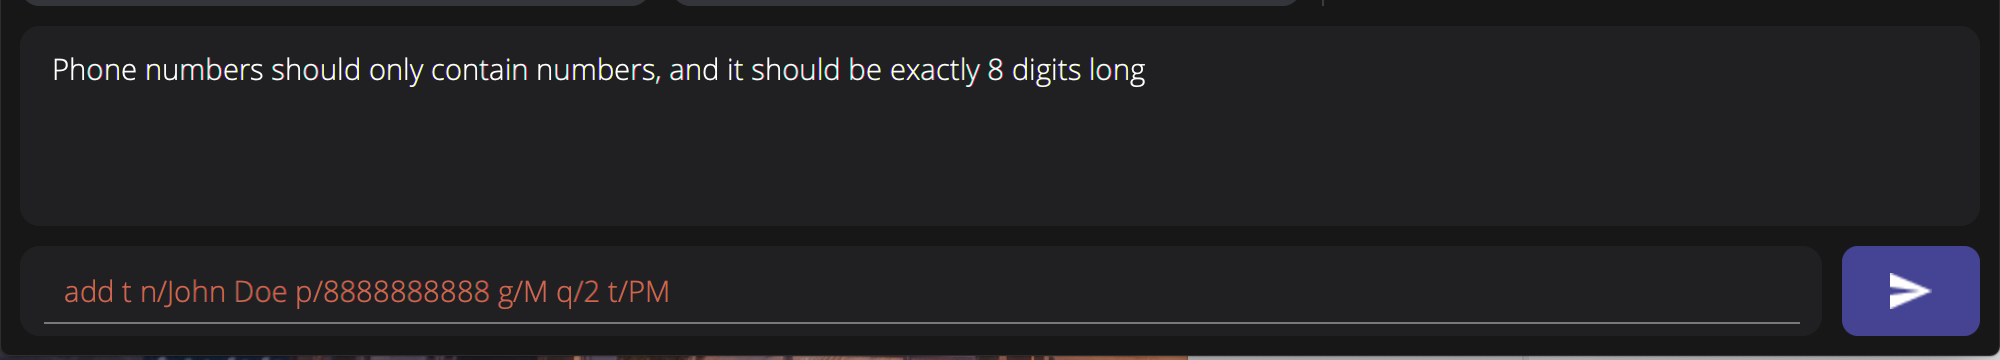 Phone numbers should only contain numbers, and it should be exactly 8 digits long
add t n/John Doe p/8888888888 g/M q/2 t/PM